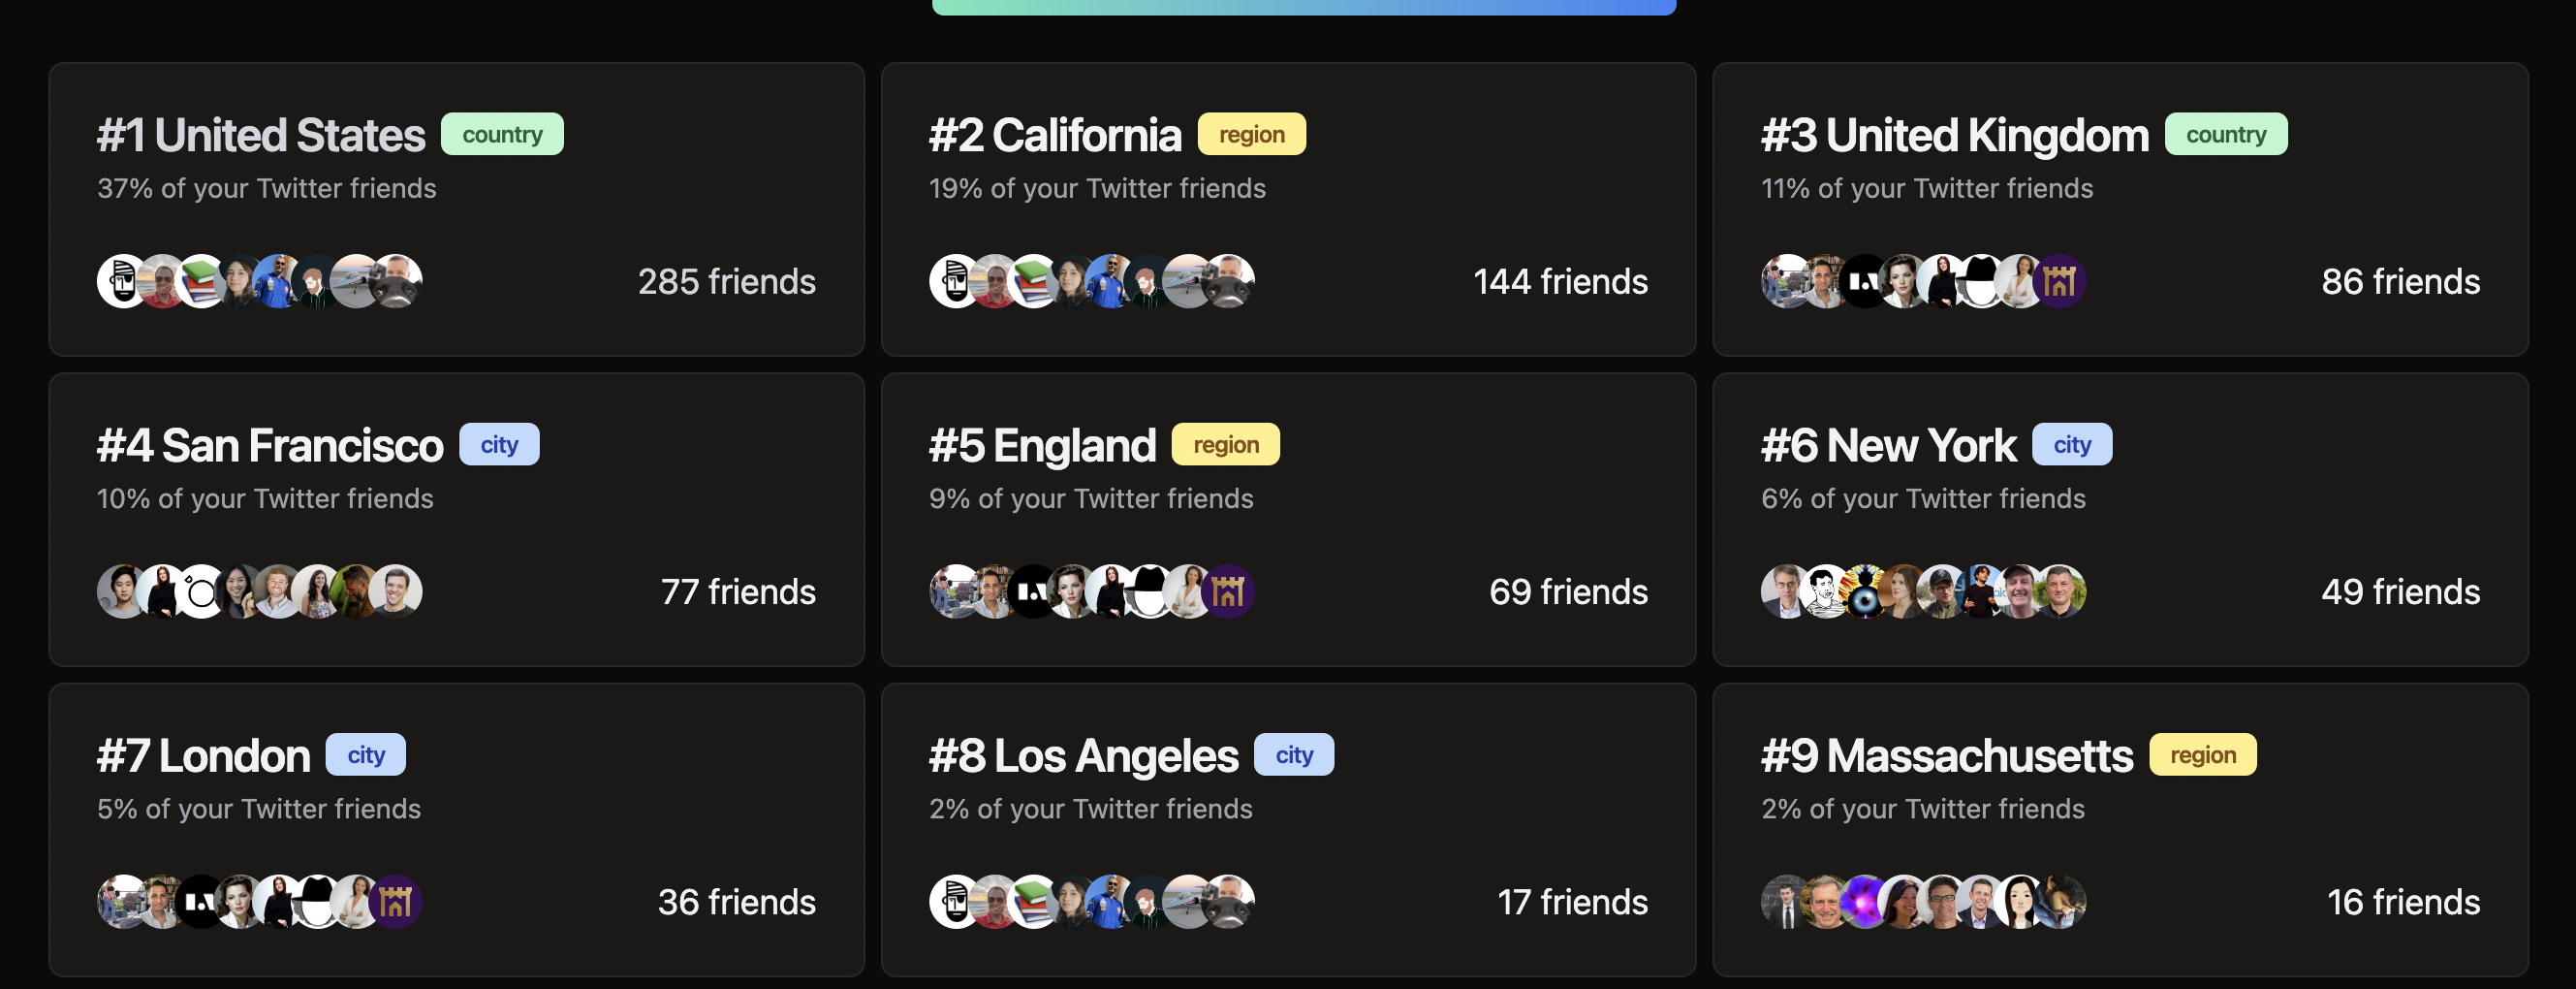 #1 United States country
37% of your Twitter friends
285 friends
#2 California region
19% of your Twitter friends
144 friends
#3 United Kingdom country
11% of your Twitter friends
86 friends
#4 San Francisco city
10% of your Twitter friends
77 friends
#5 England region
9% of your Twitter friends
69 friends
#6 New York city
6% of your Twitter friends
49 friends
#7 London city
5% of your Twitter friends
36 friends
#8 Los Angeles city
2% of your Twitter friends
17 friends
#9 Massachusetts region
2% of your Twitter friends
16 friends